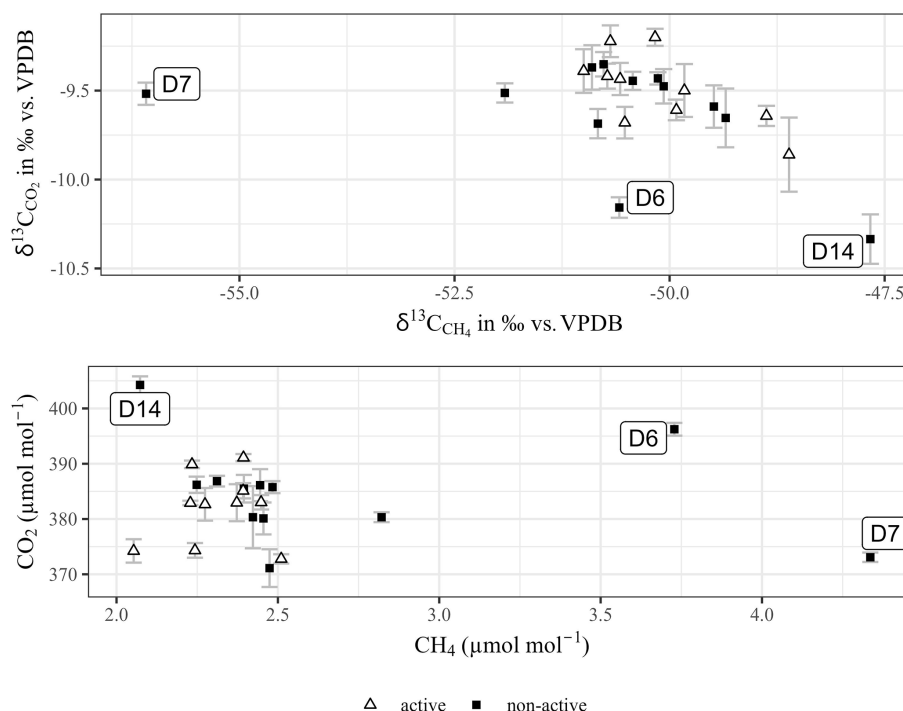 δ¹³C_CO₂ in ‰ vs. VPDB
-9.5
-10.0
-10.5
D7
D6
D14
-55.0 -52.5 -50.0 -47.5
δ¹³C_CH₄ in ‰ vs. VPDB
CO₂ (µmol mol⁻¹)
400
390
380
370
D14
D6
D7
2.0 2.5 3.0 3.5 4.0
CH₄ (µmol mol⁻¹)
active non-active